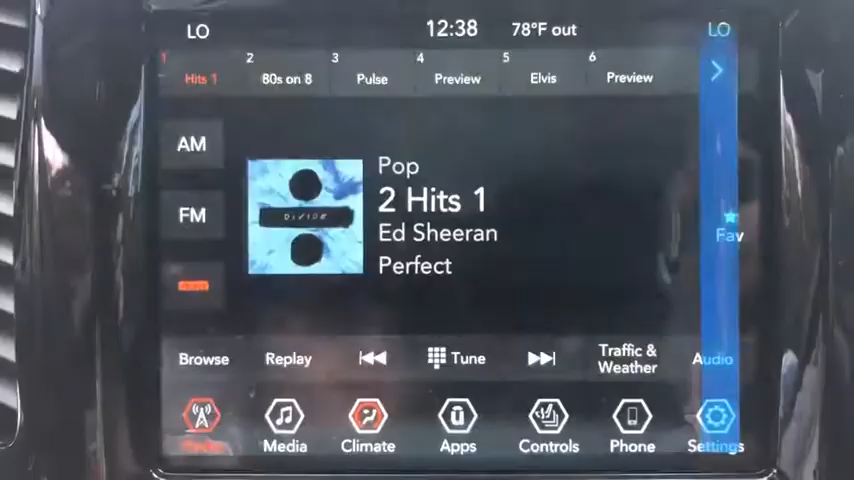 LO 12:38 78°F out LO
1 2 3 4 5 6
Hits 1 80s on 8 Pulse Preview Elvis Preview
AM
FM
Pop
2 Hits 1
Ed Sheeran
Perfect
DIVIDE
Fav
Browse Replay Tune Traffic & Weather Audio
Media Climate Apps Controls Phone Settings